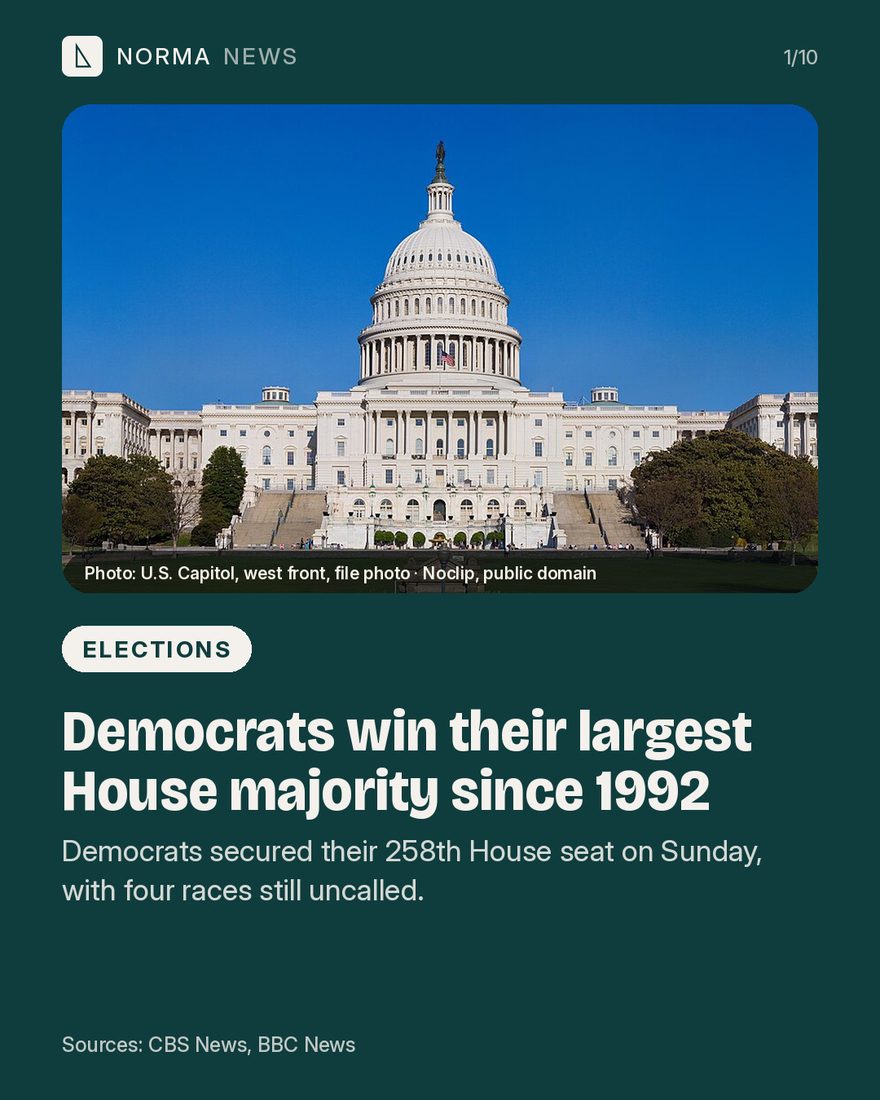 NORMA NEWS
1/10
Photo: U.S. Capitol, west front, file photo · Noclip, public domain
ELECTIONS
Democrats win their largest
House majority since 1992
Democrats secured their 258th House seat on Sunday,
with four races still uncalled.
Sources: CBS News, BBC News